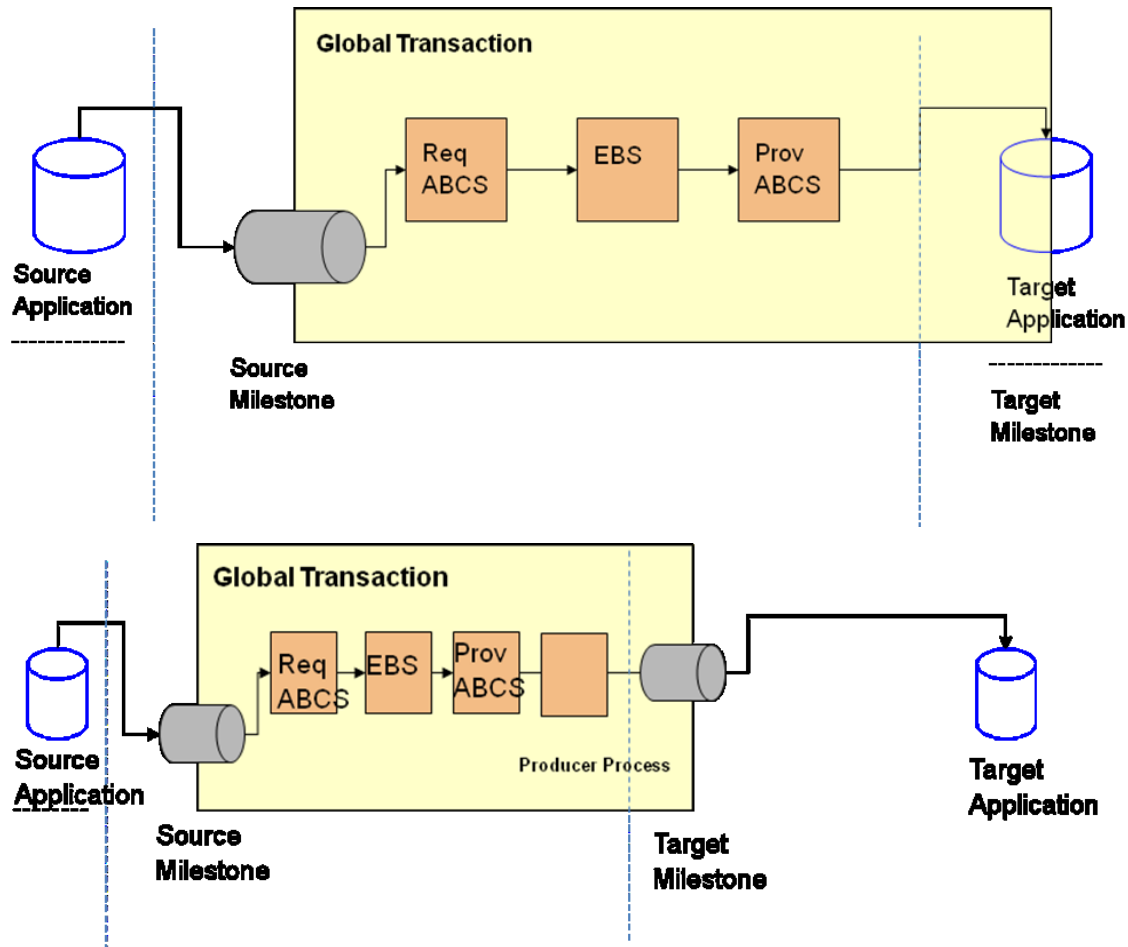 Global Transaction
Req
ABCS
EBS
Prov
ABCS
Source
Application
Target
Application
Source
Milestone
Target
Milestone
Global Transaction
Req
ABCS
EBS
Prov
ABCS
Producer Process
Source
Application
Target
Application
Source
Milestone
Target
Milestone